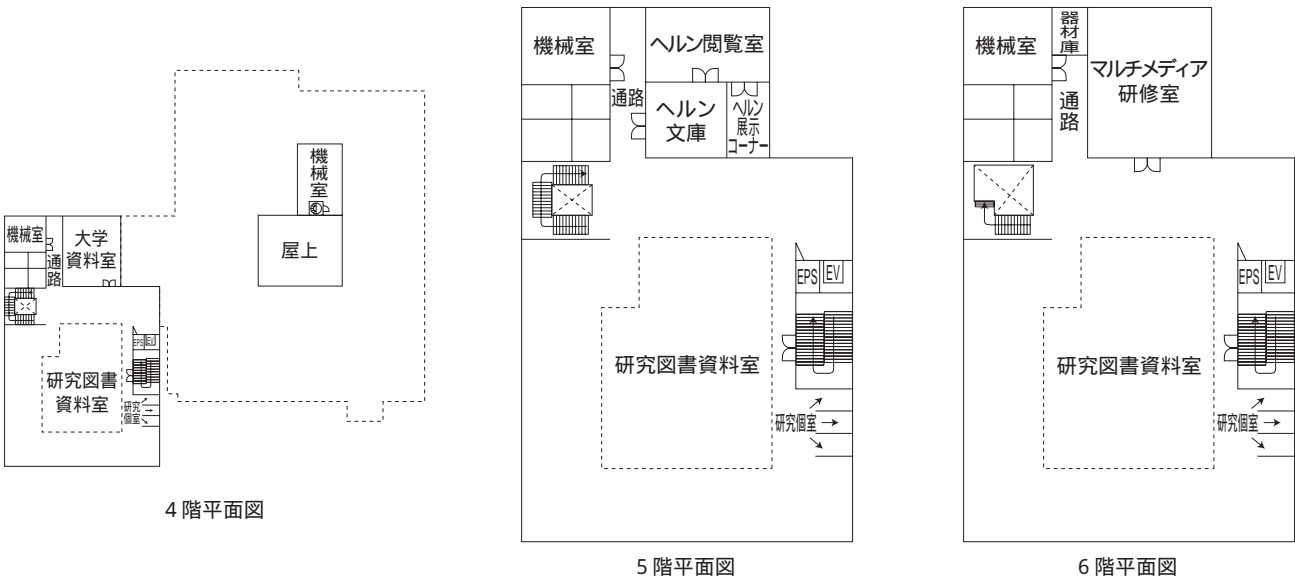 機械室
屋上
機械室
通路
大学
資料室
EPS
EV
研究図書
資料室
研究
個室
4階平面図
機械室
通路
ヘルン閲覧室
ヘルン
文庫
ヘルン
展示
コーナー
EPS
EV
研究図書資料室
研究個室
5階平面図
機械室
器材庫
通路
マルチメディア
研修室
EPS
EV
研究図書資料室
研究個室
6階平面図